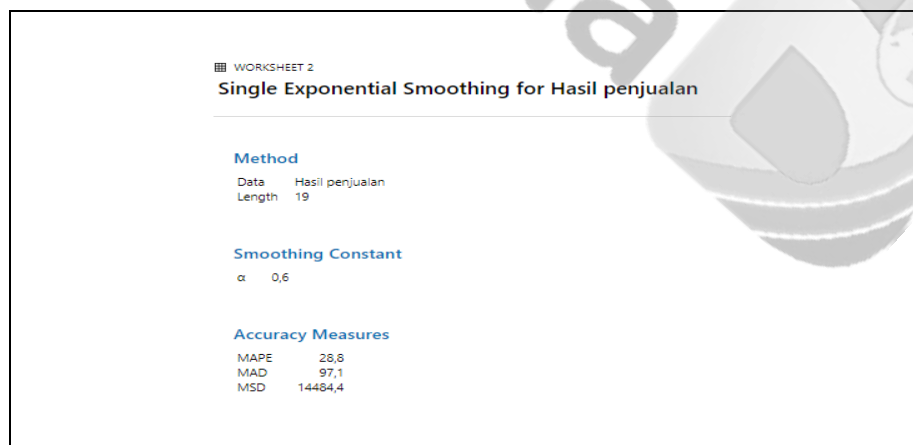 WORKSHEET 2
Single Exponential Smoothing for Hasil penjualan
Method
Data Hasil penjualan
Length 19
Smoothing Constant
α 0,6
Accuracy Measures
MAPE 28,8
MAD 97,1
MSD 14484,4